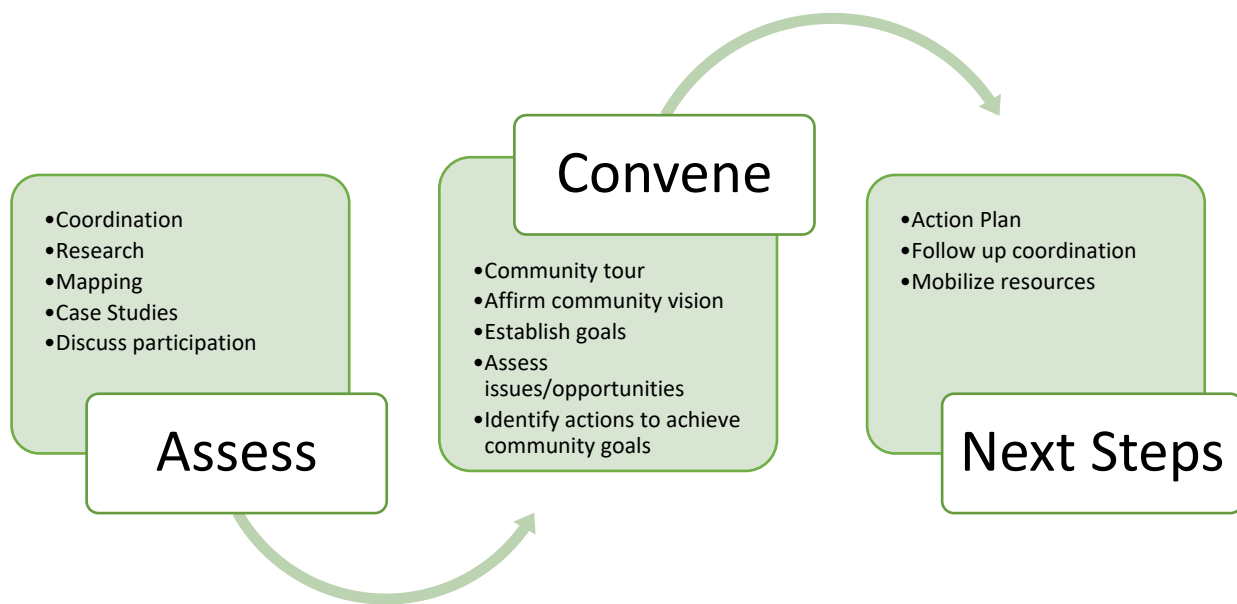 •Coordination
•Research
•Mapping
•Case Studies
•Discuss participation
Assess
Convene
•Community tour
•Affirm community vision
•Establish goals
•Assess
issues/opportunities
•Identify actions to achieve
community goals
•Action Plan
•Follow up coordination
•Mobilize resources
Next Steps